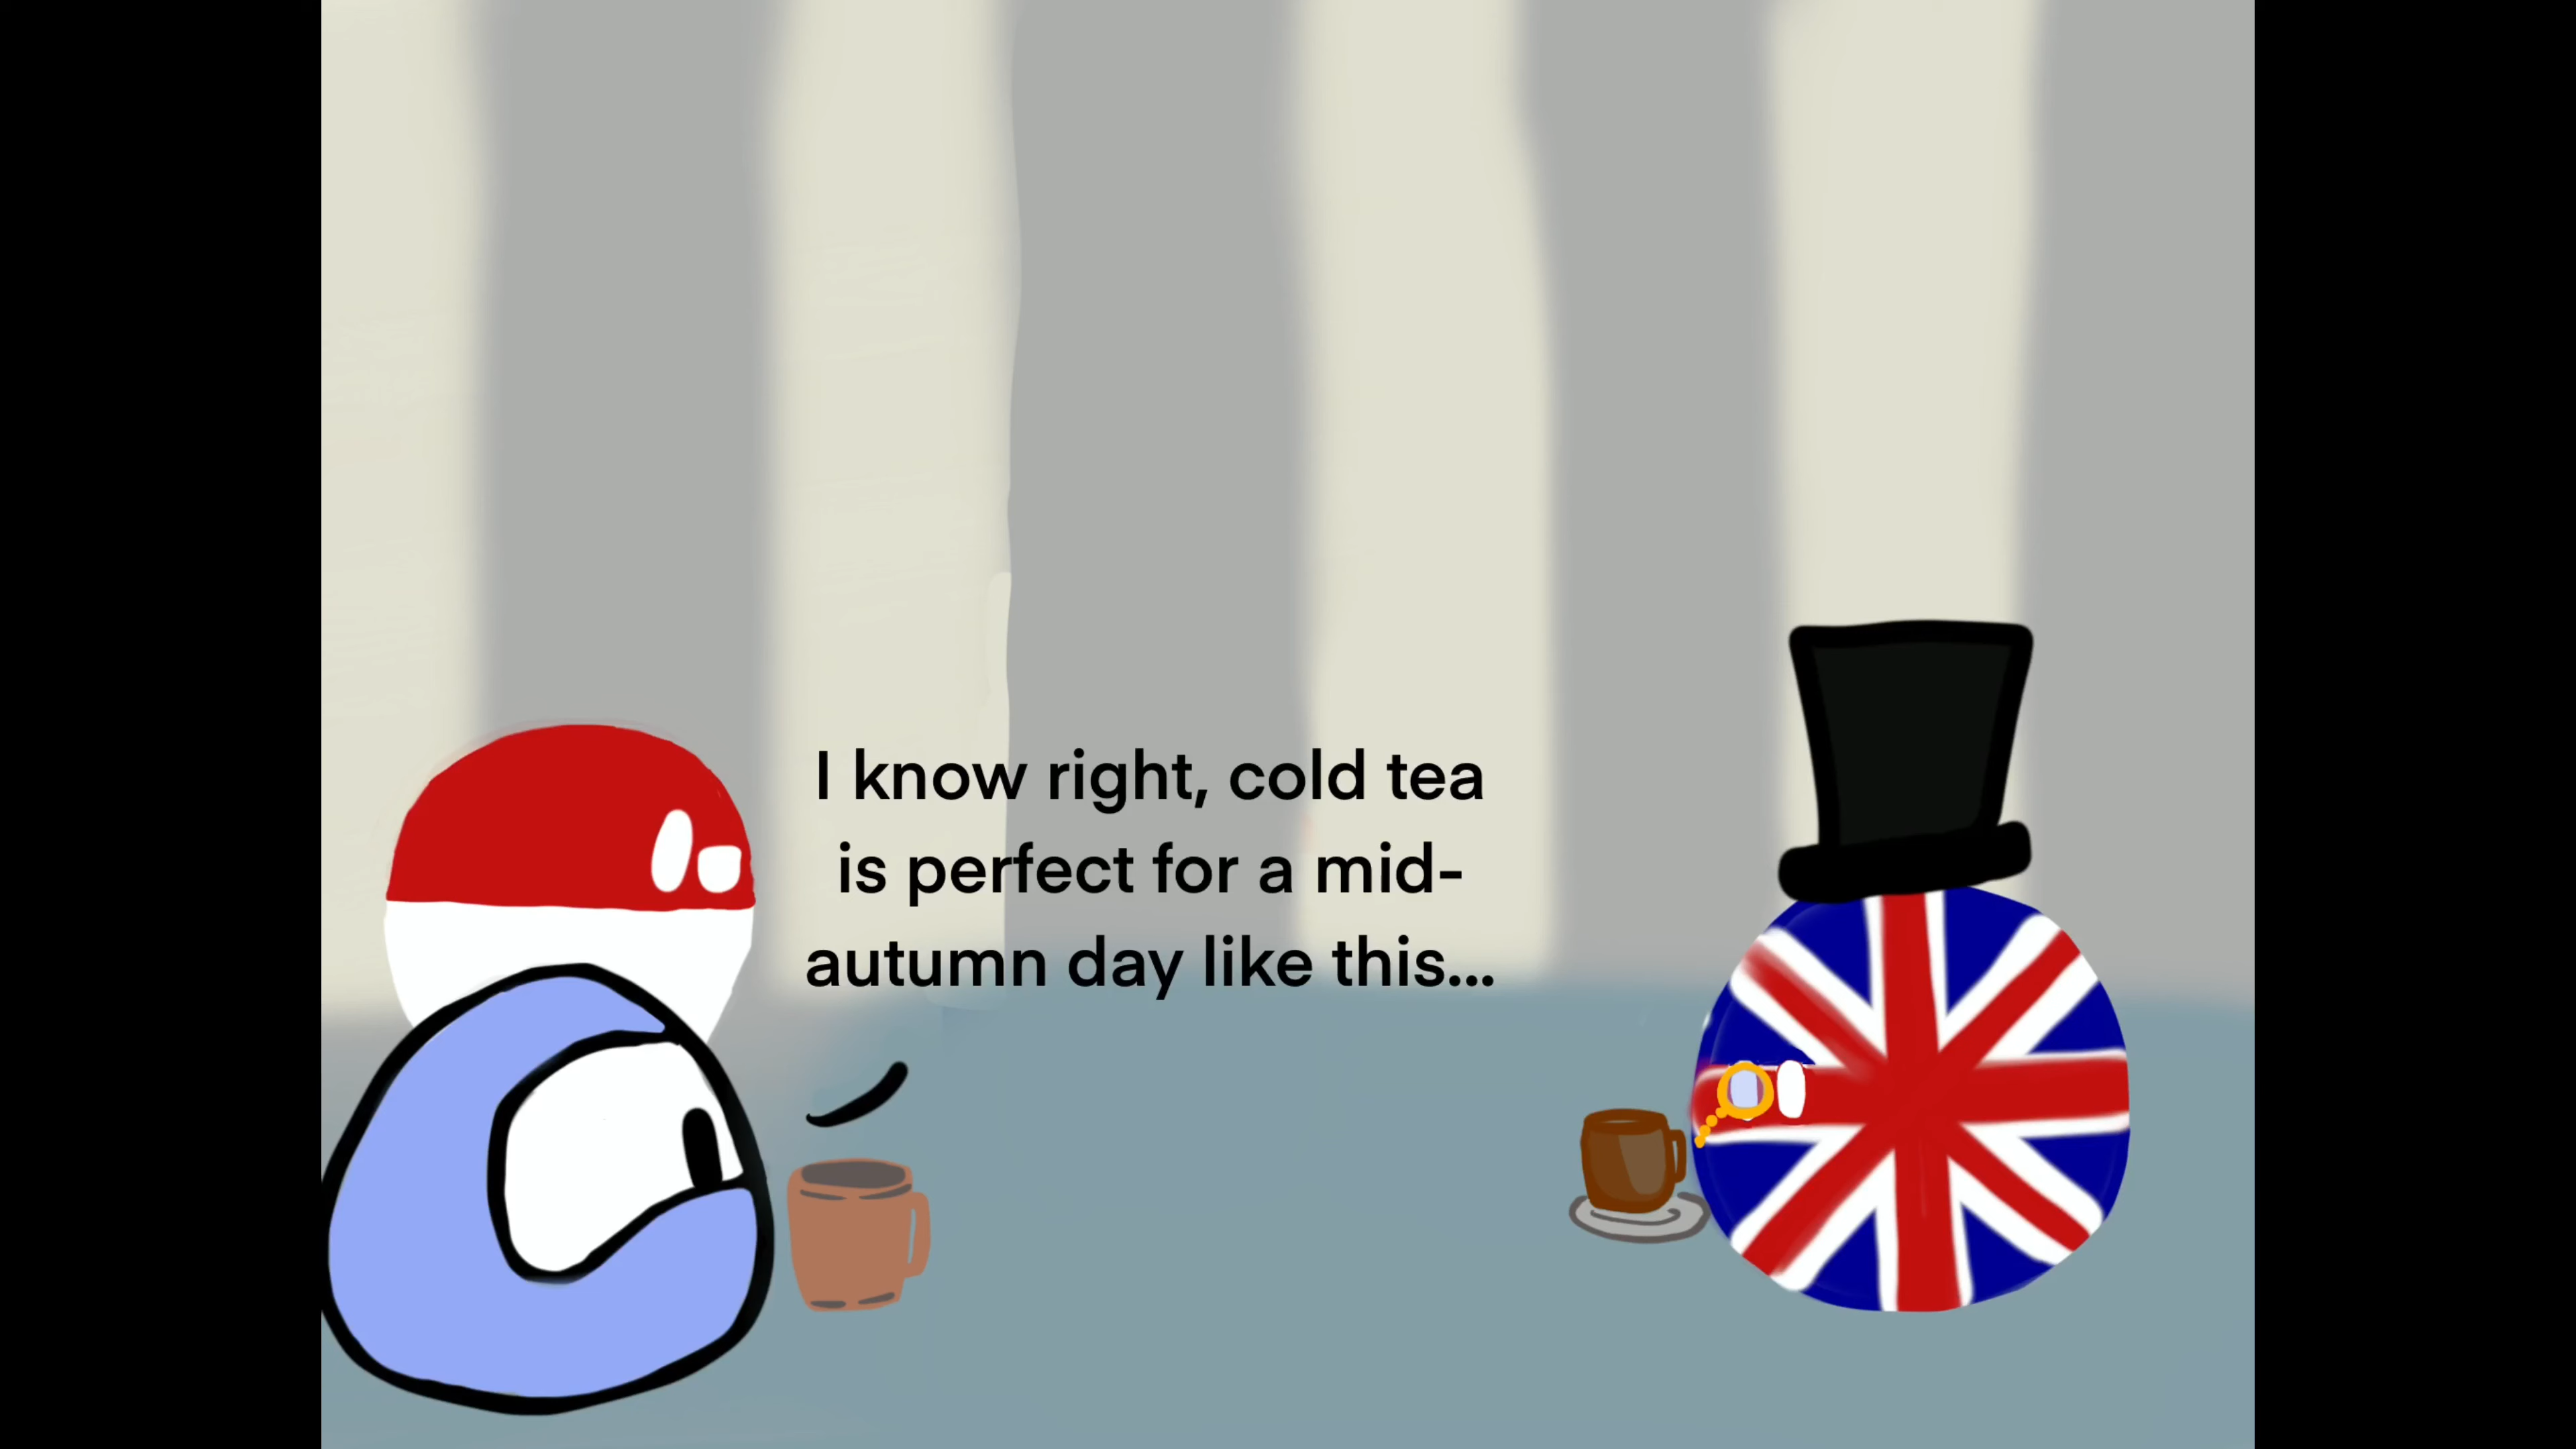 I know right, cold tea
is perfect for a mid-
autumn day like this...